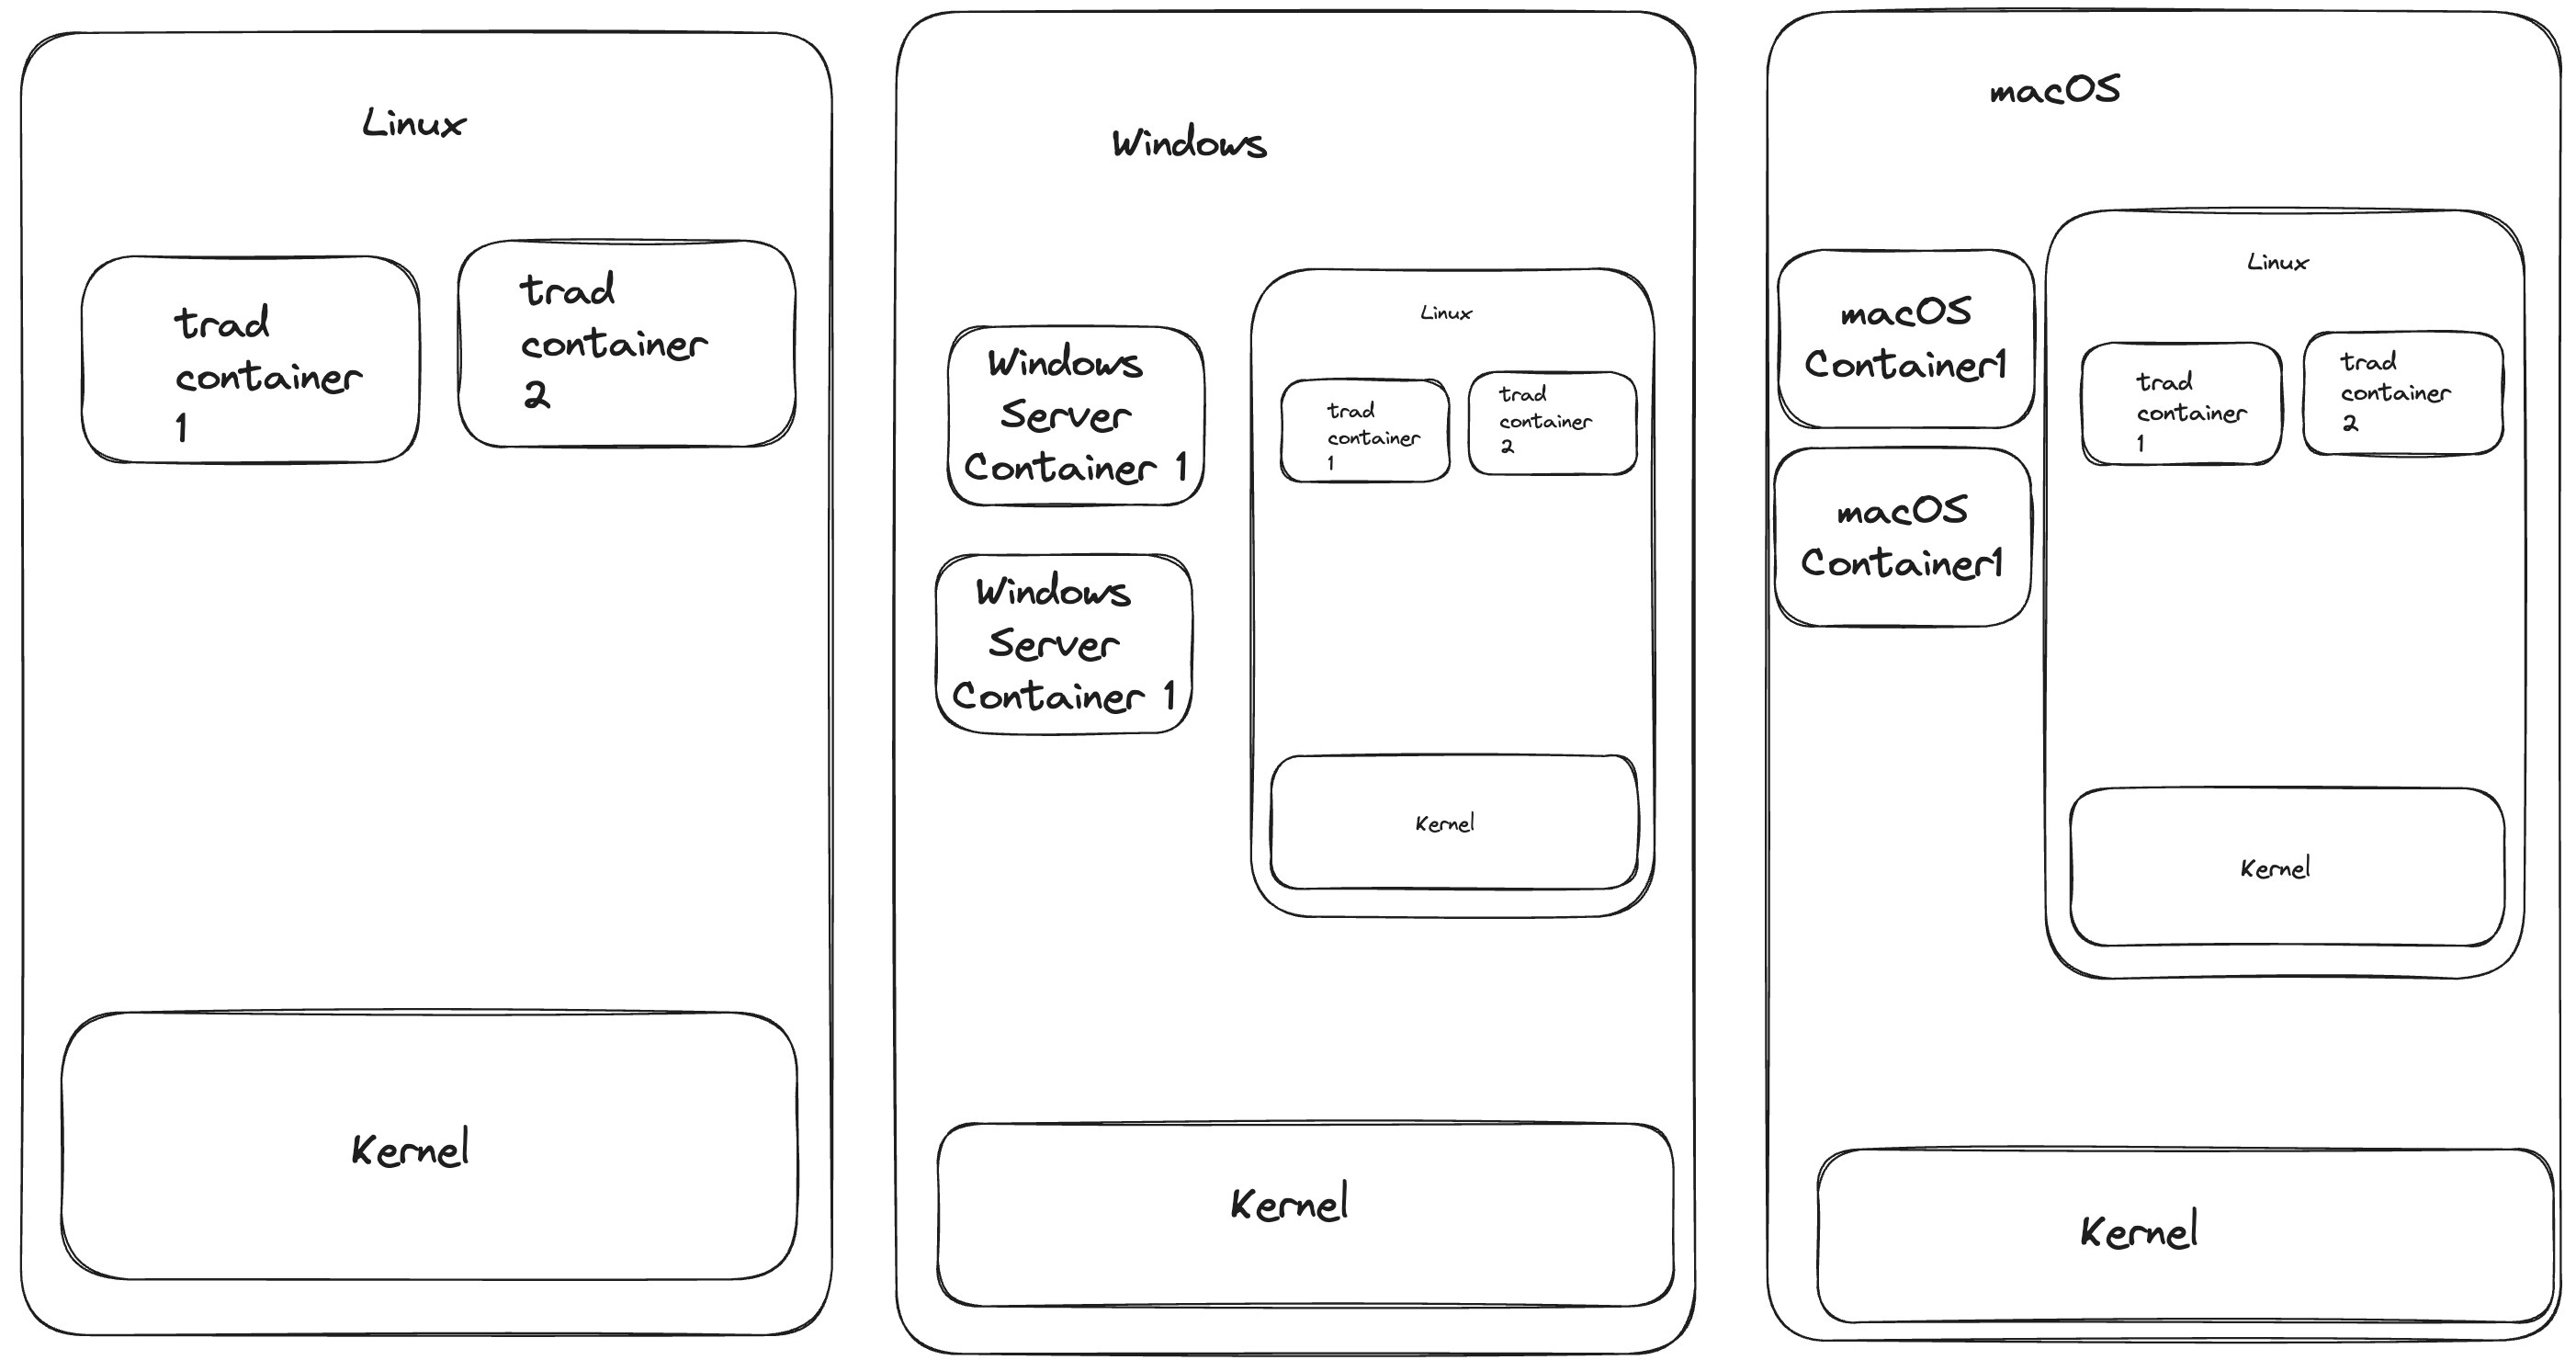 Linux
trad
container
1
trad
container
2
Kernel
Windows
Windows
Server
Container 1
Windows
Server
Container 1
Linux
trad
container
1
trad
container
2
Kernel
Kernel
macOS
macOS
Container1
macOS
Container1
Linux
trad
container
1
trad
container
2
Kernel
Kernel